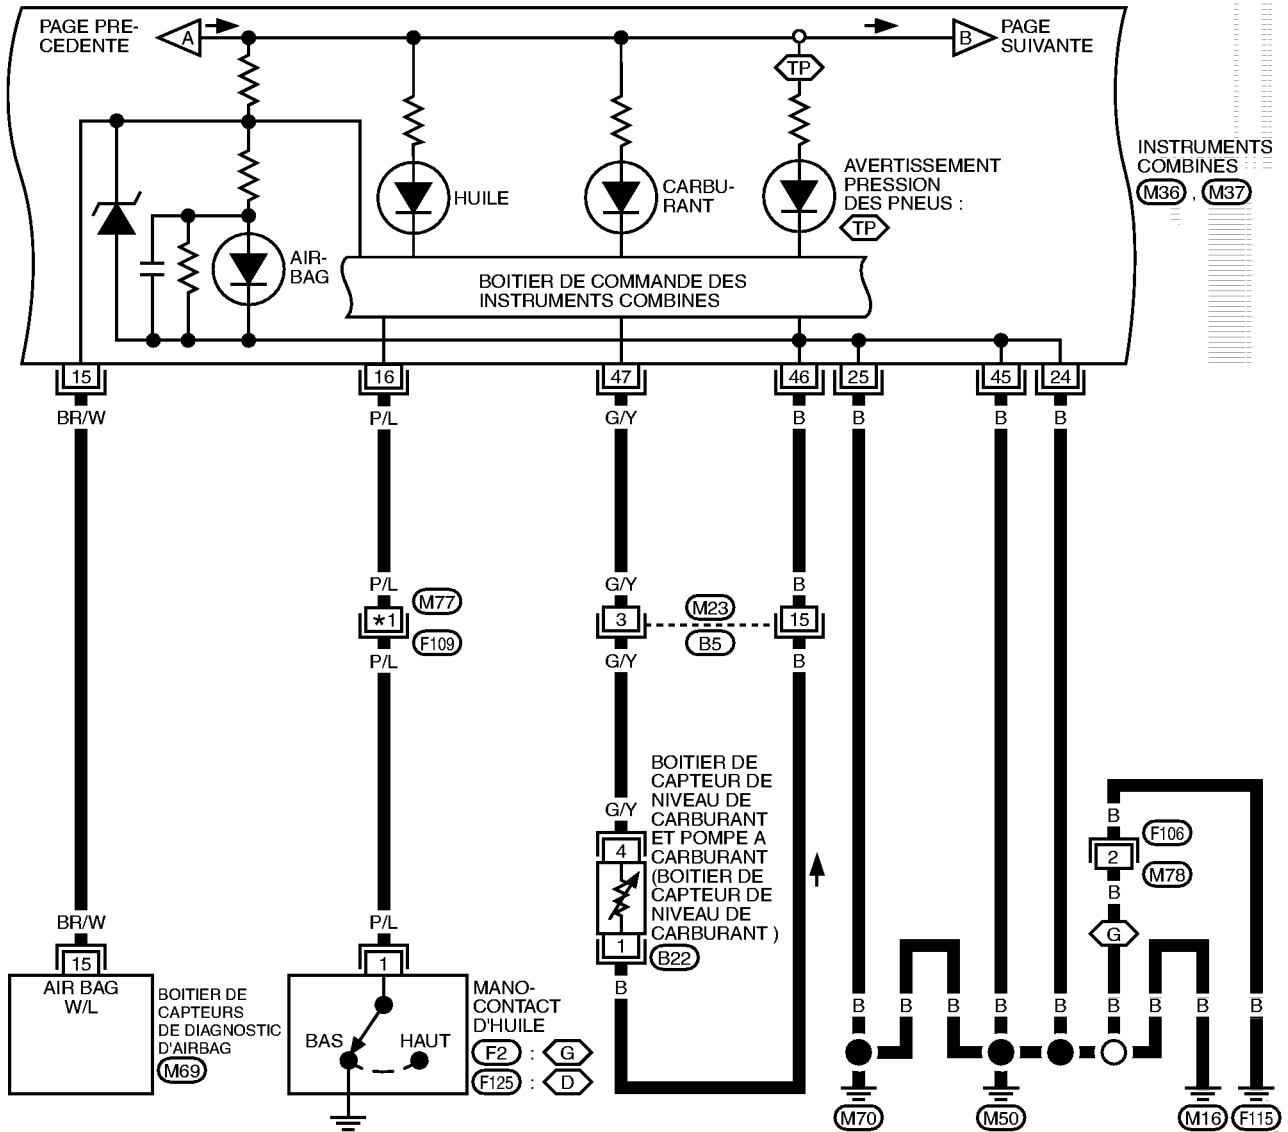 PAGE PRE-
CEDENTE
A
B
PAGE
SUIVANTE
TP
HUILE
CARBU-
RANT
AVERTISSEMENT
PRESSION
DES PNEUS :
TP
INSTRUMENTS
COMBINES
M36 , M37
AIR-
BAG
BOITIER DE COMMANDE DES
INSTRUMENTS COMBINES
15 16 47 46 25 45 24
BR/W P/L G/Y B B B B
P/L G/Y B
*1 M77 F109
3 M23 B5 15
P/L G/Y B
BOITIER DE
CAPTEUR DE
NIVEAU DE
CARBURANT
ET POMPE A
CARBURANT
(BOITIER DE
CAPTEUR DE
NIVEAU DE
CARBURANT )
G/Y
4
1
B22
B
B
2
F106
M78
B
G
BR/W P/L
15 1
AIR BAG
W/L
BOITIER DE
CAPTEURS
DE DIAGNOSTIC
D'AIRBAG
M69
BAS HAUT
MANO-
CONTACT
D'HUILE
F2 : G
F125 : D
B B B B B B B B B
M70 M50 M16 F115